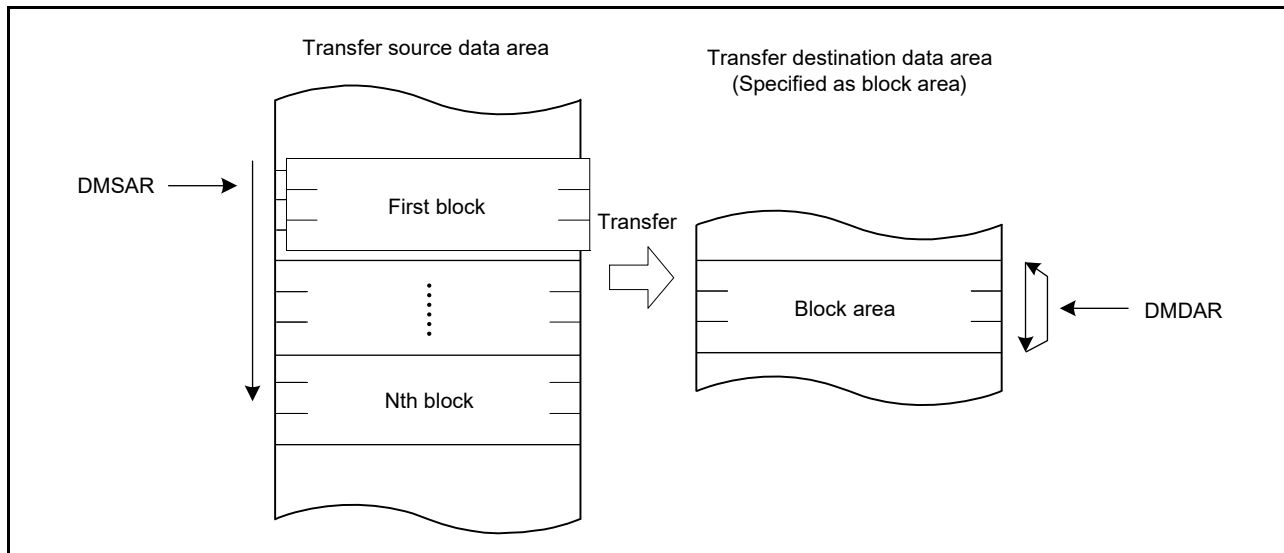 Transfer source data area
Transfer destination data area
(Specified as block area)
DMSAR
First block
Transfer
Block area
DMDAR
Nth block